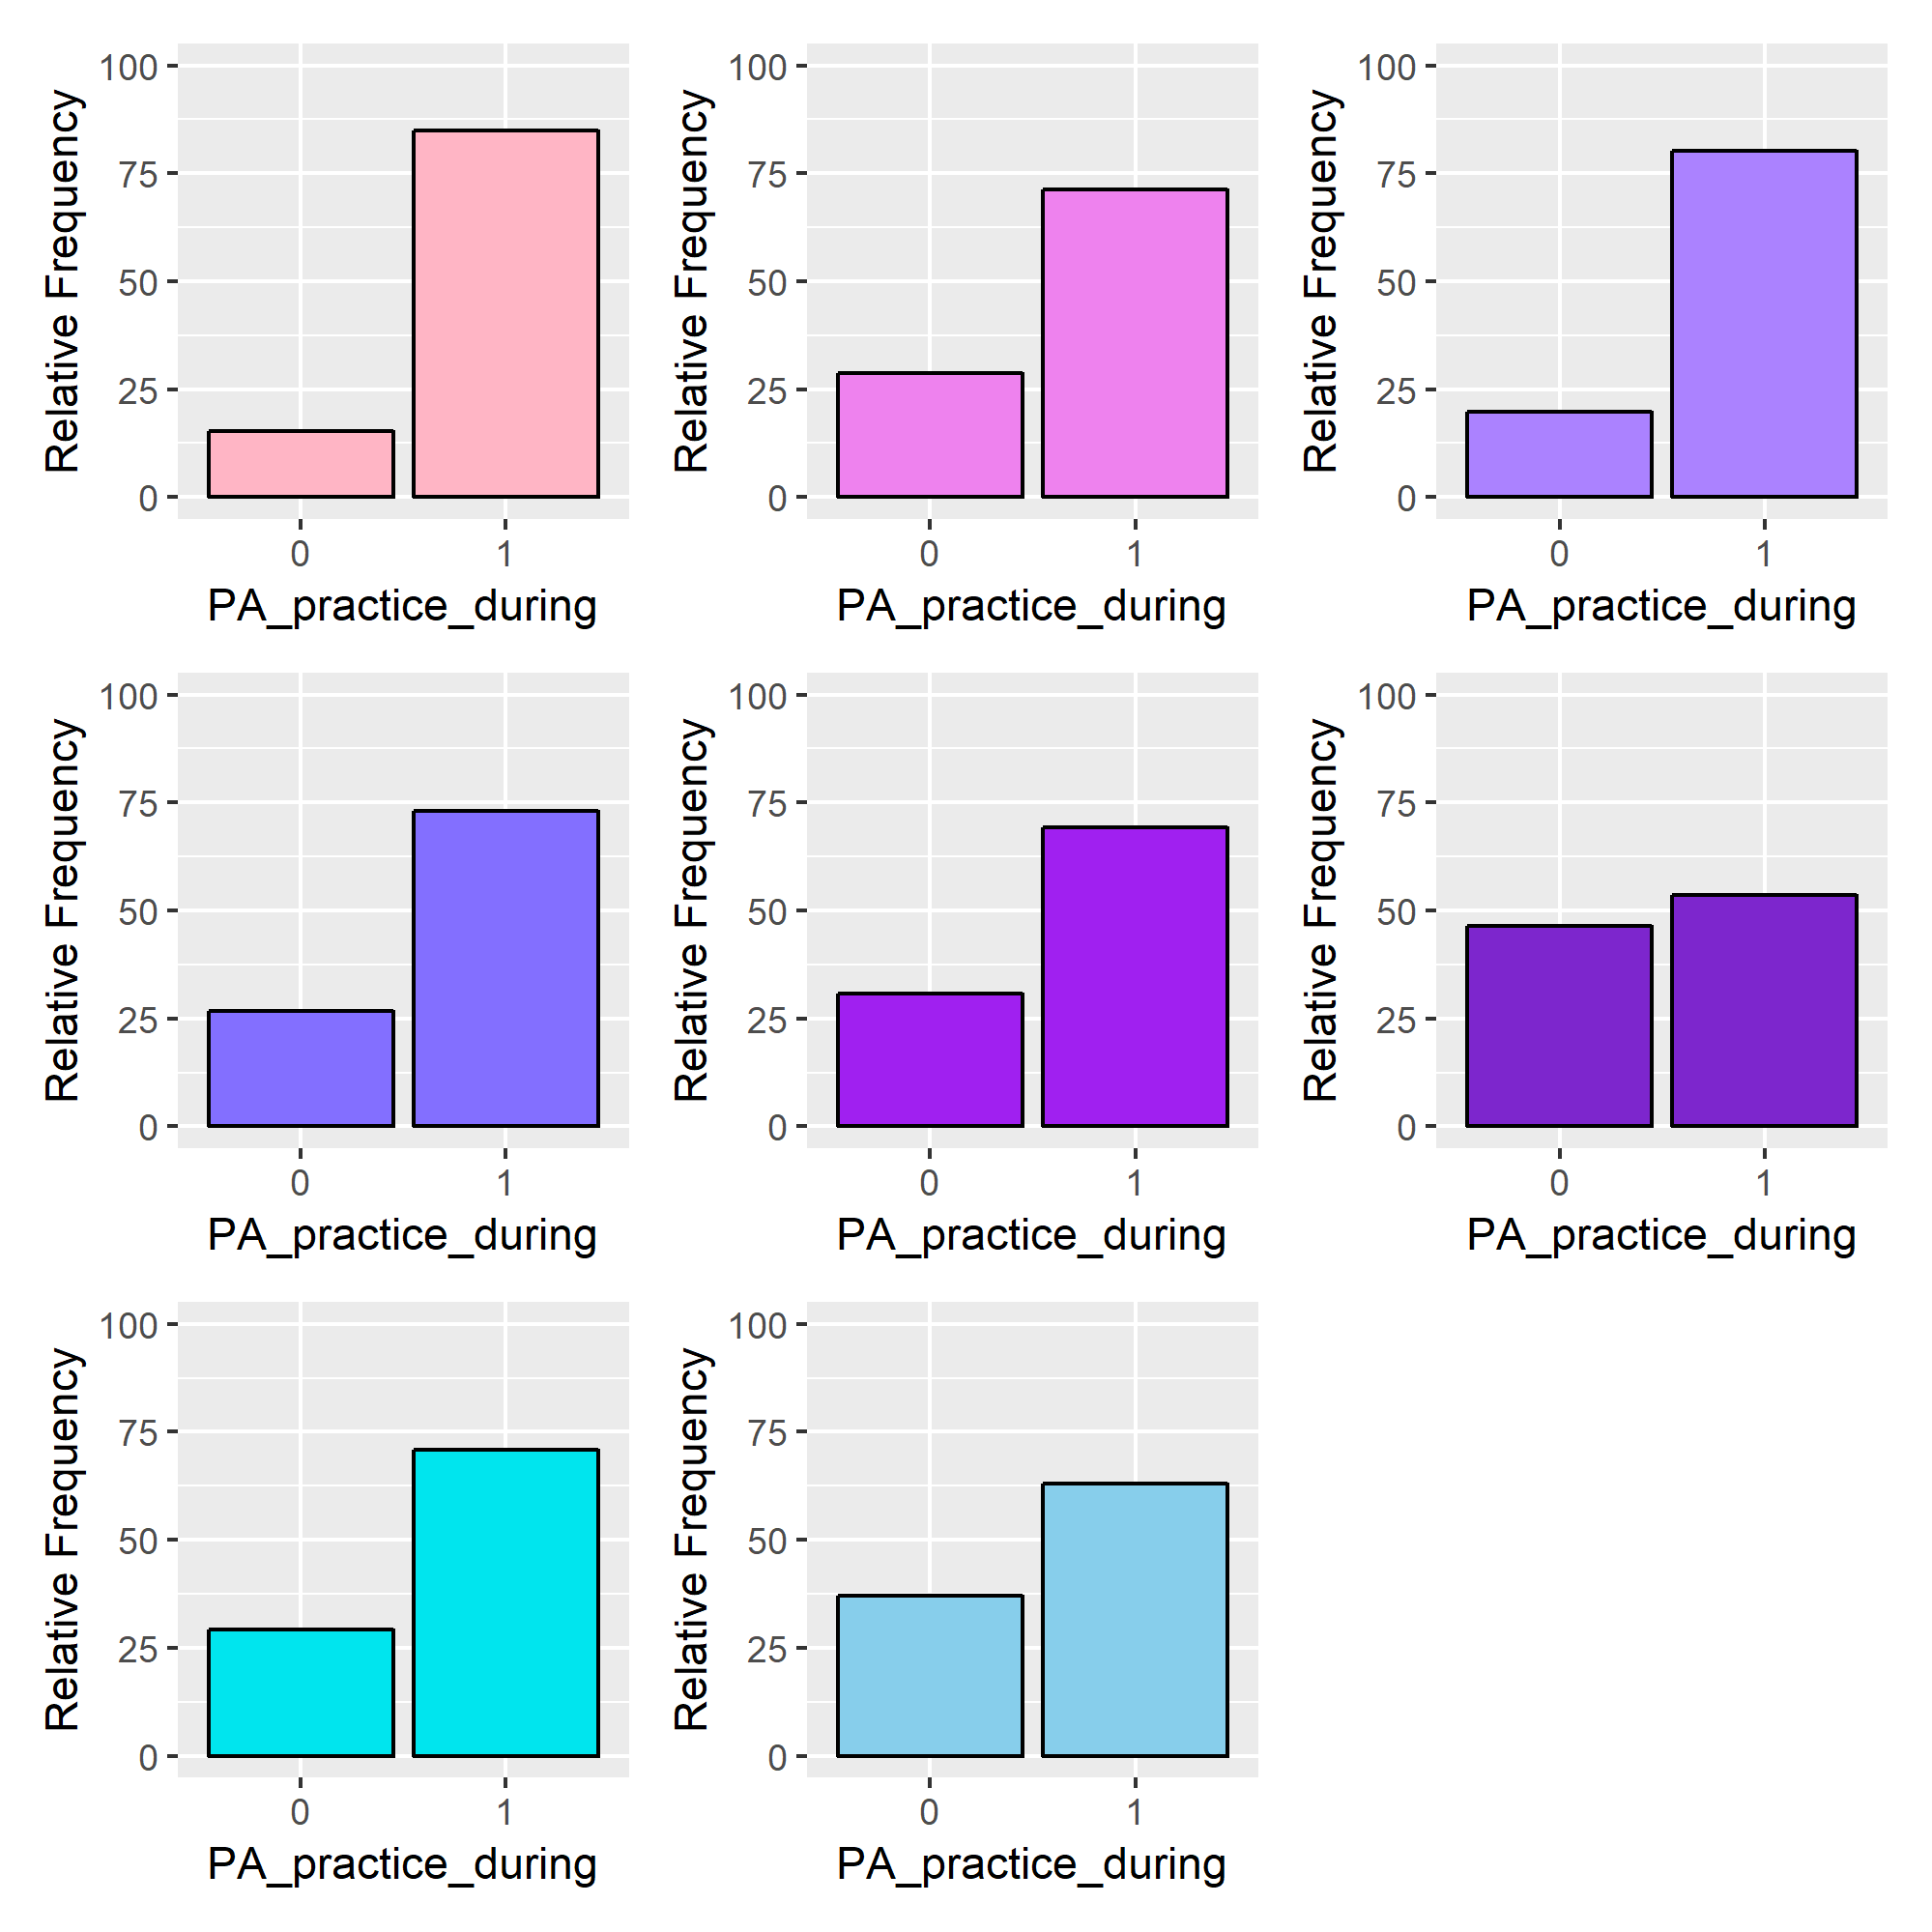 100 100 100
75 75 75
50 50 50
25 25 25
0 0 0
Relative Frequency Relative Frequency Relative Frequency
0 1 0 1 0 1
PA_practice_during PA_practice_during PA_practice_during
100 100 100
75 75 75
50 50 50
25 25 25
0 0 0
Relative Frequency Relative Frequency Relative Frequency
0 1 0 1 0 1
PA_practice_during PA_practice_during PA_practice_during
100 100
75 75
50 50
25 25
0 0
Relative Frequency Relative Frequency
0 1 0 1
PA_practice_during PA_practice_during